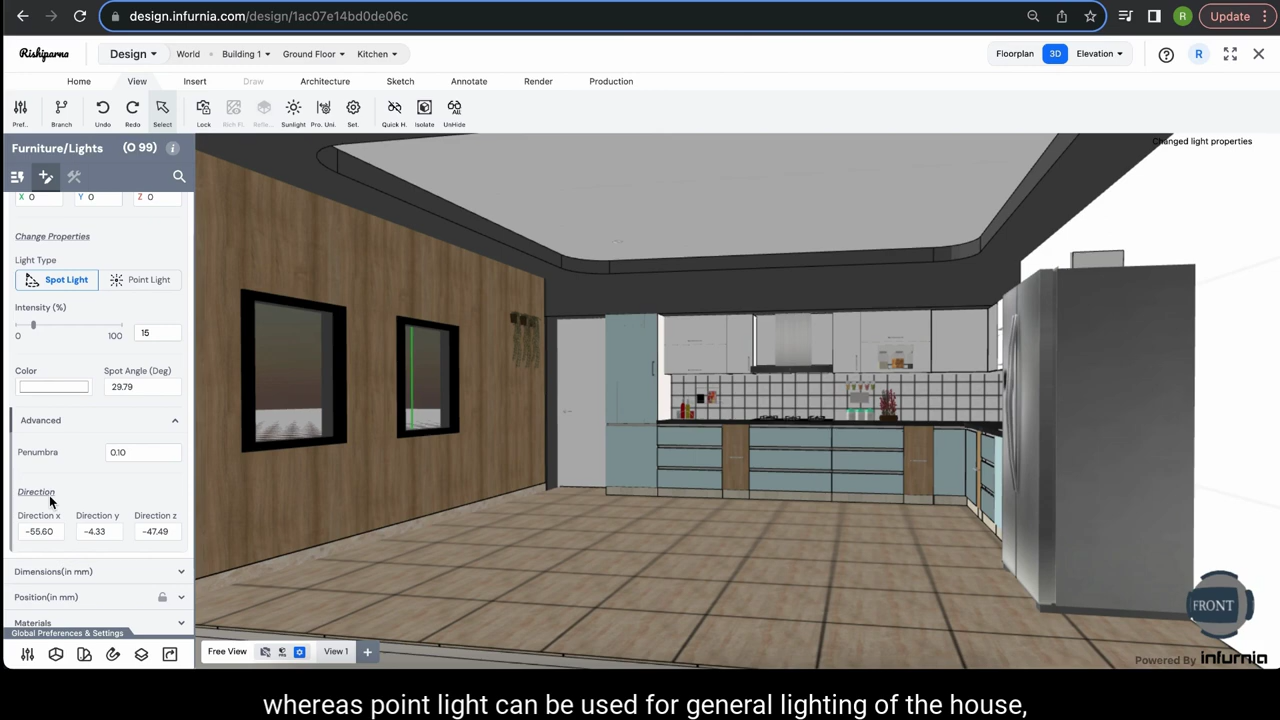 design.infurnia.com/design/1ac07e14bd0de06c
R
Update
Rishiparna
Design
World
Building 1
Ground Floor
Kitchen
Floorplan
3D
Elevation
R
Home
View
Insert
Draw
Architecture
Sketch
Annotate
Render
Production
Pref..
Branch
Undo
Redo
Select
Lock
Rich Fl.
Refle..
Sunlight
Pro. Uni.
Set.
Quick H.
Isolate
UnHide
Furniture/Lights (O 99)
Changed light properties
X 0 Y 0 Z 0
Change Properties
Light Type
Spot Light
Point Light
Intensity (%)
0 100 15
Color Spot Angle (Deg)
29.79
Advanced
Penumbra 0.10
Direction
Direction x Direction y Direction z
-55.60 -4.33 -47.49
Dimensions(in mm)
Position(in mm)
Materials
Global Preferences & Settings
Free View
View 1
FRONT
Powered By infurnia
whereas point light can be used for general lighting of the house,